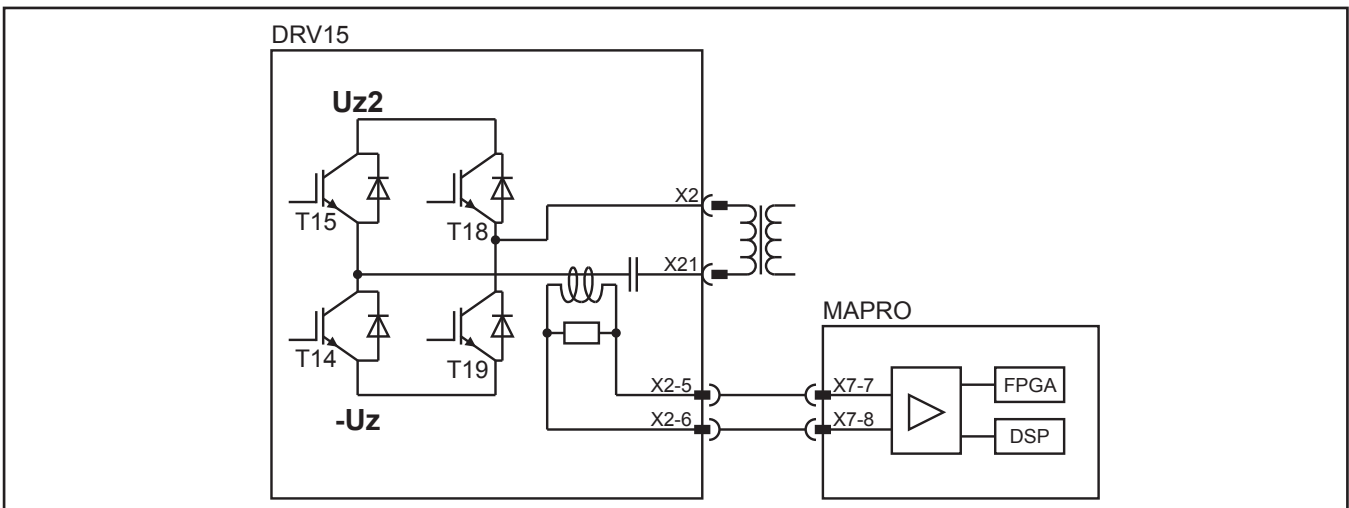 DRV15
Uz2
T15
T18
X2
X21
T14
T19
-Uz
X2-5
X2-6
MAPRO
X7-7
X7-8
FPGA
DSP